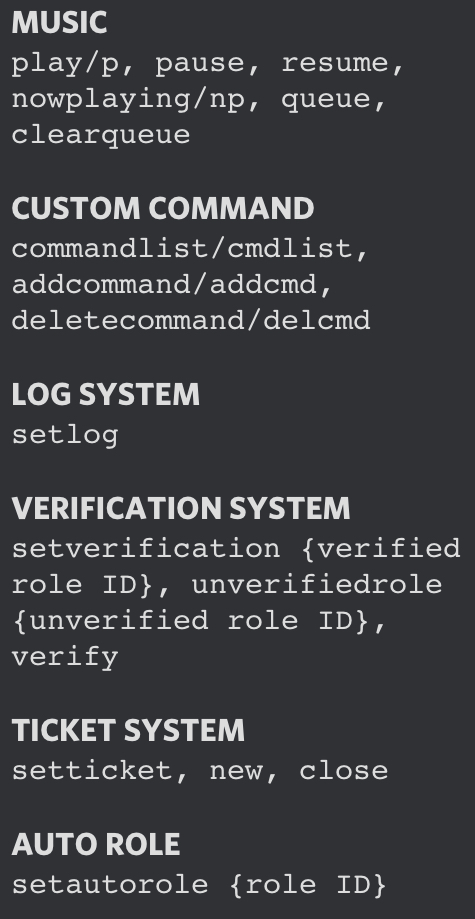 MUSIC
play/p, pause, resume,
nowplaying/np, queue,
clearqueue
CUSTOM COMMAND
commandlist/cmdlist,
addcommand/addcmd,
deletecommand/delcmd
LOG SYSTEM
setlog
VERIFICATION SYSTEM
setverification {verified
role ID}, unverifiedrole
{unverified role ID},
verify
TICKET SYSTEM
setticket, new, close
AUTO ROLE
setautorole {role ID}